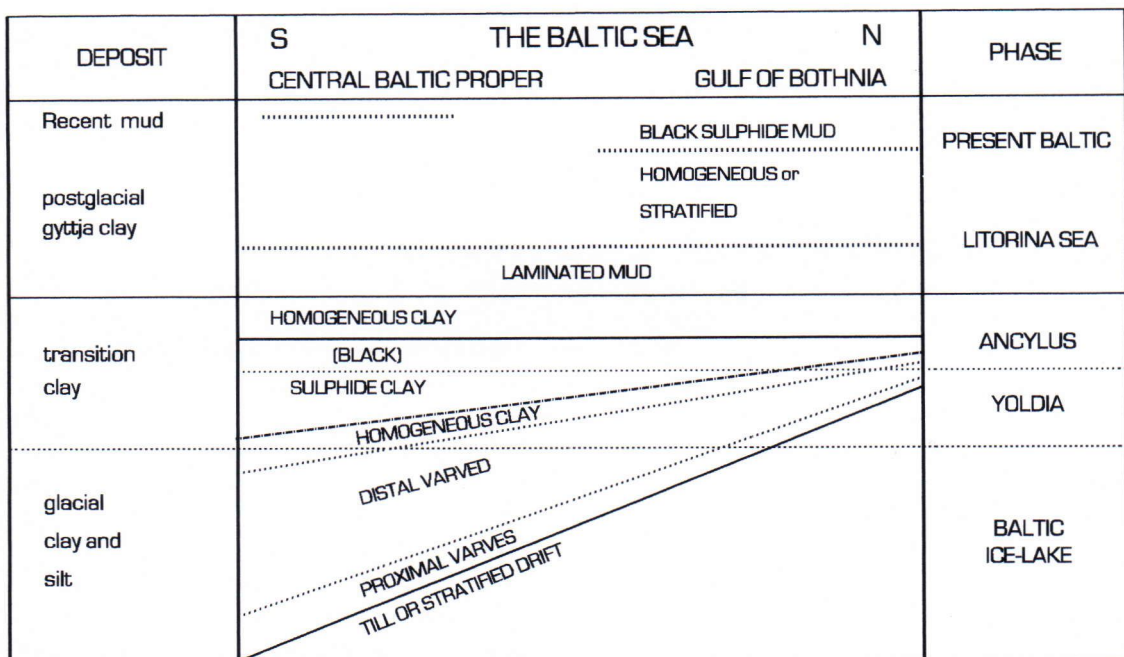 DEPOSIT
S THE BALTIC SEA N
CENTRAL BALTIC PROPER GULF OF BOTHNIA
PHASE
Recent mud
postglacial
gyttja clay
BLACK SULPHIDE MUD
HOMOGENEOUS or
STRATIFIED
LAMINATED MUD
PRESENT BALTIC
LITORINA SEA
transition
clay
HOMOGENEOUS CLAY
(BLACK)
SULPHIDE CLAY
HOMOGENEOUS CLAY
ANCYLUS
YOLDIA
glacial
clay and
silt
DISTAL VARVED
PROXIMAL VARVES
TILL OR STRATIFIED DRIFT
BALTIC
ICE-LAKE